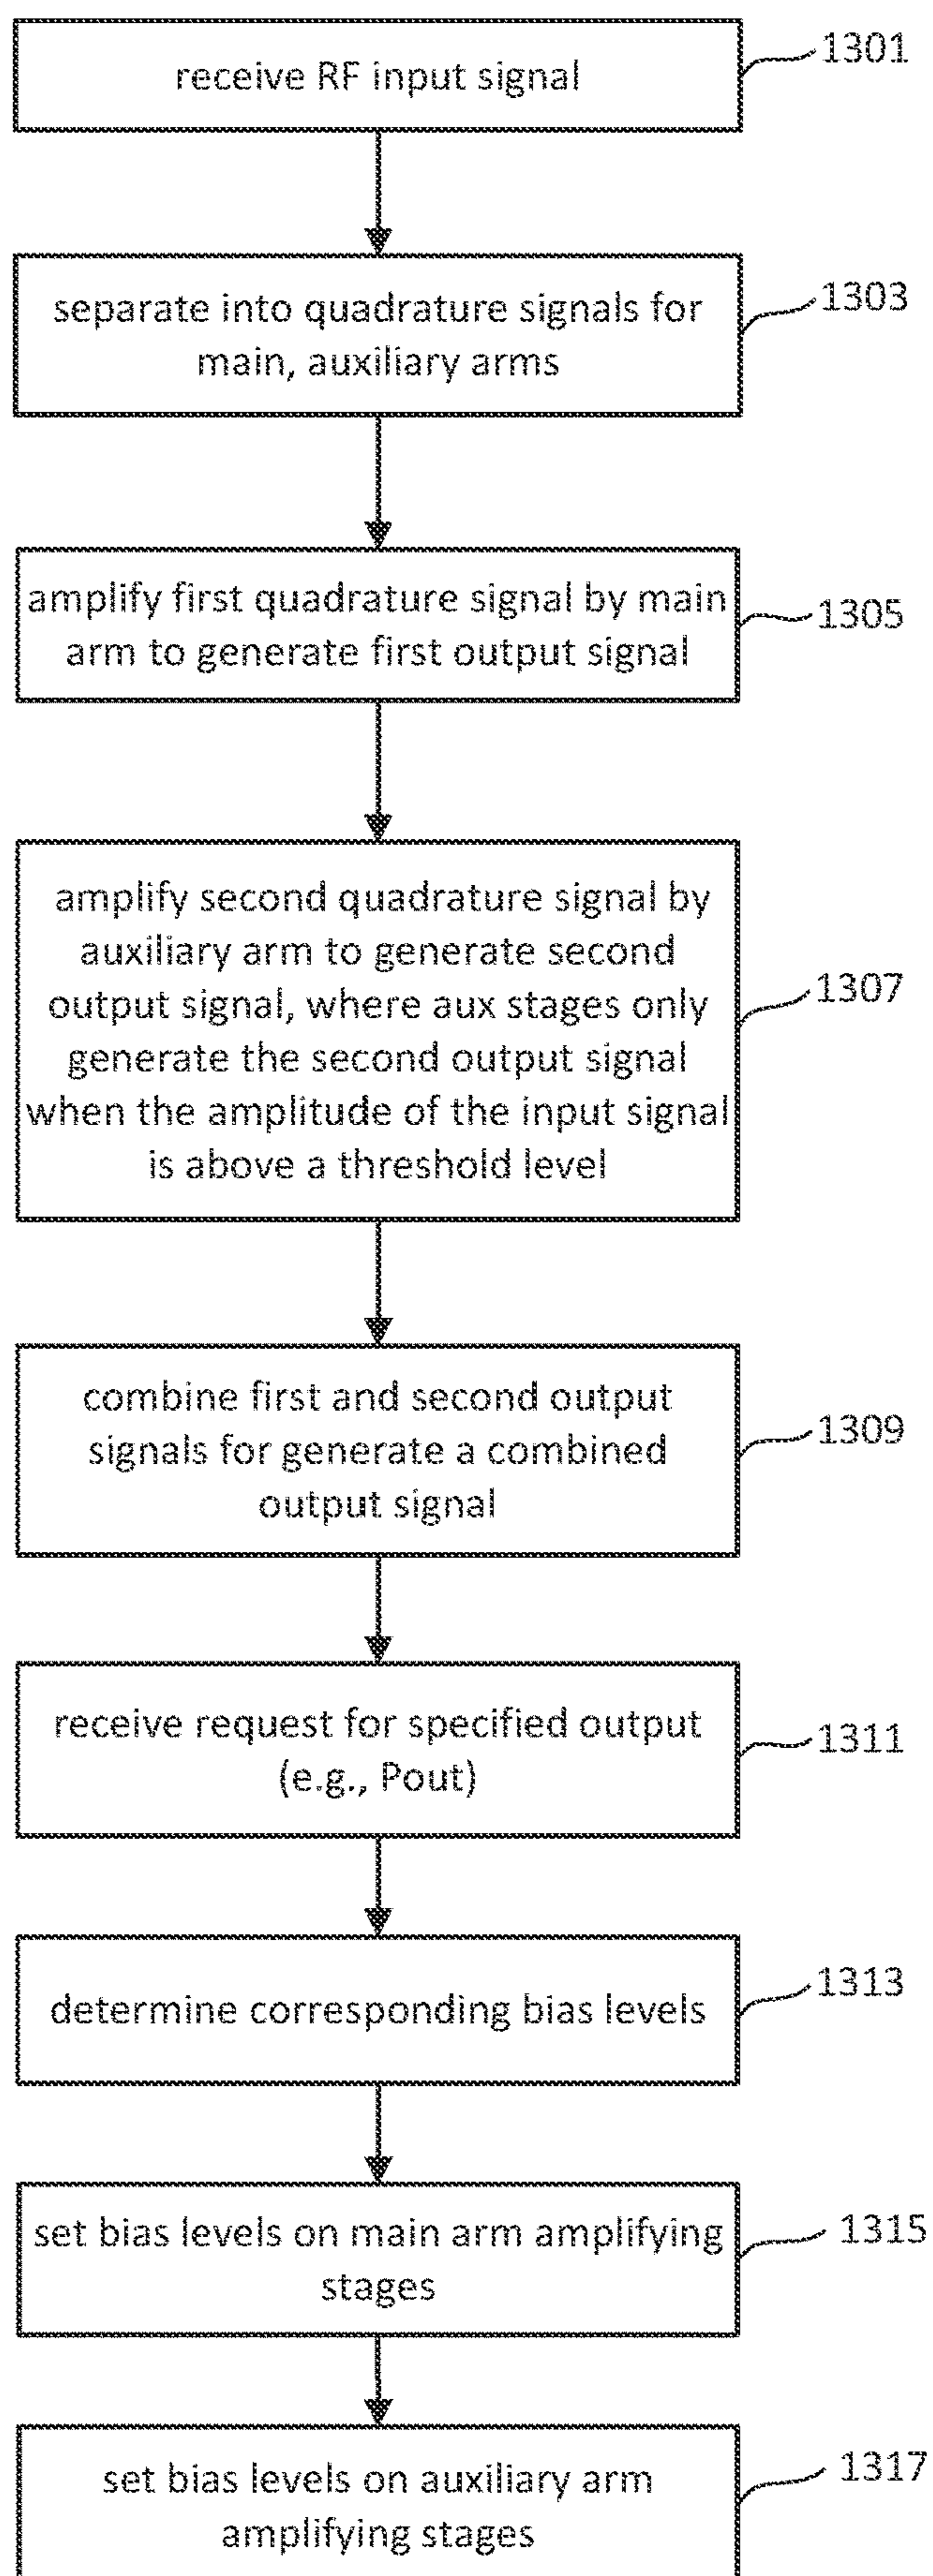 receive RF input signal
1301
separate into quadrature signals for
main, auxiliary arms
1303
amplify first quadrature signal by main
arm to generate first output signal
1305
amplify second quadrature signal by
auxiliary arm to generate second
output signal, where aux stages only
generate the second output signal
when the amplitude of the input signal
is above a threshold level
1307
combine first and second output
signals for generate a combined
output signal
1309
receive request for specified output
(e.g., Pout)
1311
determine corresponding bias levels
1313
set bias levels on main arm amplifying
stages
1315
set bias levels on auxiliary arm
amplifying stages
1317